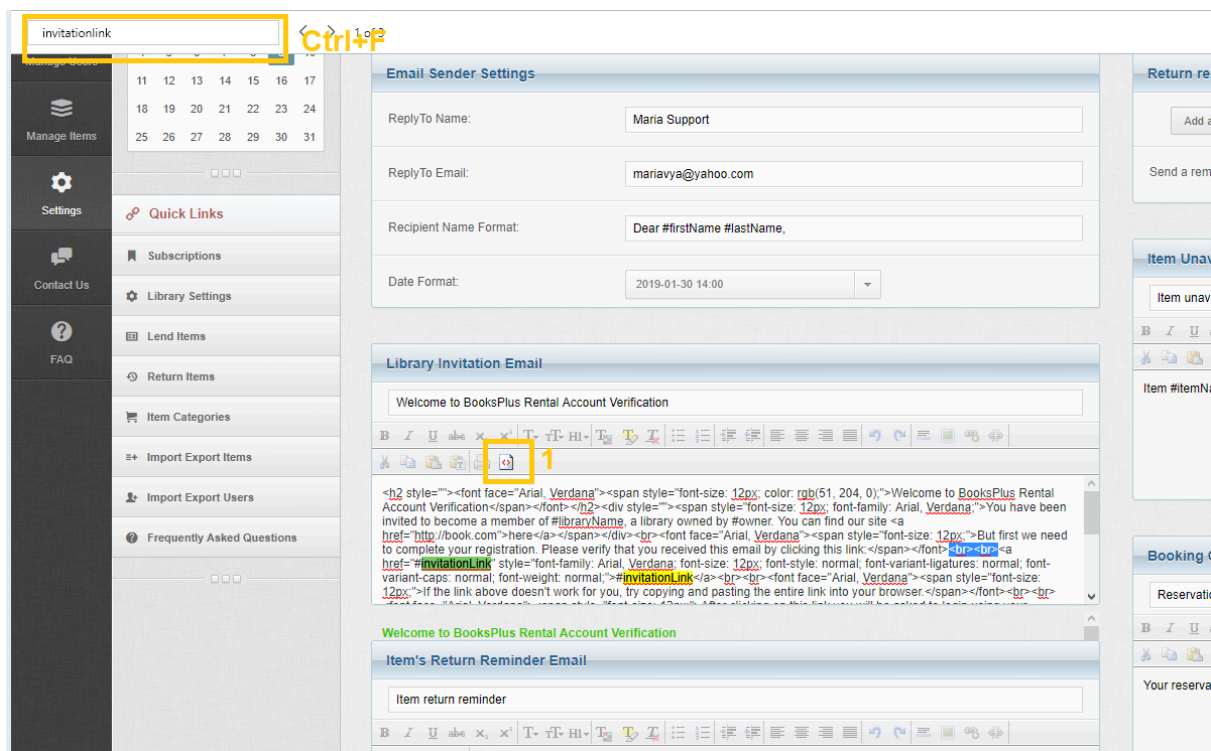 invitationlink
Ctrl+F
Manage Users
11 12 13 14 15 16 17
18 19 20 21 22 23 24
25 26 27 28 29 30 31
Manage Items
Settings
Contact Us
FAQ
Quick Links
Subscriptions
Library Settings
Lend Items
Return Items
Item Categories
Import Export Items
Import Export Users
Frequently Asked Questions
Email Sender Settings
ReplyTo Name:
Maria Support
ReplyTo Email:
mariavya@yahoo.com
Recipient Name Format:
Dear #firstName #lastName,
Date Format:
2019-01-30 14:00
Library Invitation Email
Welcome to BooksPlus Rental Account Verification
1
<h2 style=""><font face="Arial, Verdana"><span style="font-size: 12px; color: rgb(51, 204, 0);">Welcome to BooksPlus Rental
Account Verification</span></font></h2><div style=""><span style="font-size: 12px; font-family: Arial, Verdana;">You have been
invited to become a member of #libraryName, a library owned by #owner. You can find our site <a
href="http://book.com">here</a></span></div><br><font face="Arial, Verdana"><span style="font-size: 12px;">But first we need
to complete your registration. Please verify that you received this email by clicking this link:</span></font><br><br><a
href="#invitationLink" style="font-family: Arial, Verdana; font-size: 12px; font-style: normal; font-variant-ligatures: normal; font-
variant-caps: normal; font-weight: normal;">#invitationLink</a><br><br><font face="Arial, Verdana"><span style="font-size:
12px;">If the link above doesn't work for you, try copying and pasting the entire link into your browser.</span></font><br><br>
Welcome to BooksPlus Rental Account Verification
Item's Return Reminder Email
Item return reminder
Return re
Add a
Send a rem
Item Unav
Item unav
Item #itemNa
Booking
Reservatio
Your reserva